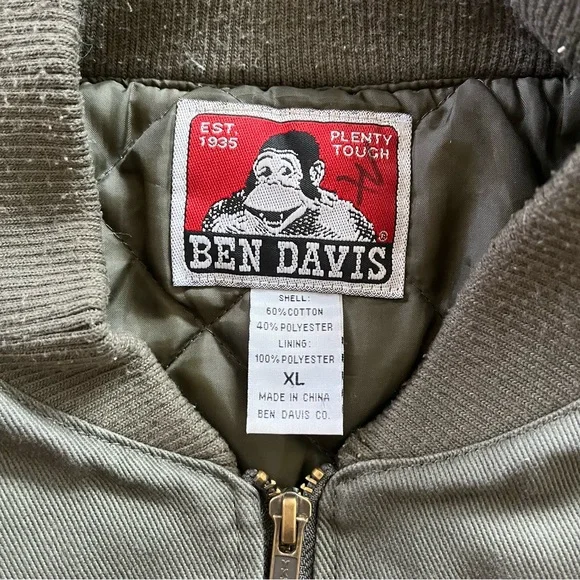 EST.
1935
PLENTY
TOUGH
BEN DAVIS®
SHELL:
60%COTTON
40%POLYESTER
LINING:
100%POLYESTER
XL
MADE IN CHINA
BEN DAVIS CO.